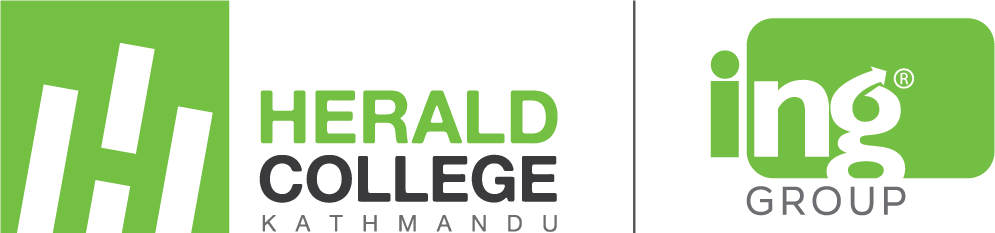 HERALD
COLLEGE
KATHMANDU
ing®
GROUP